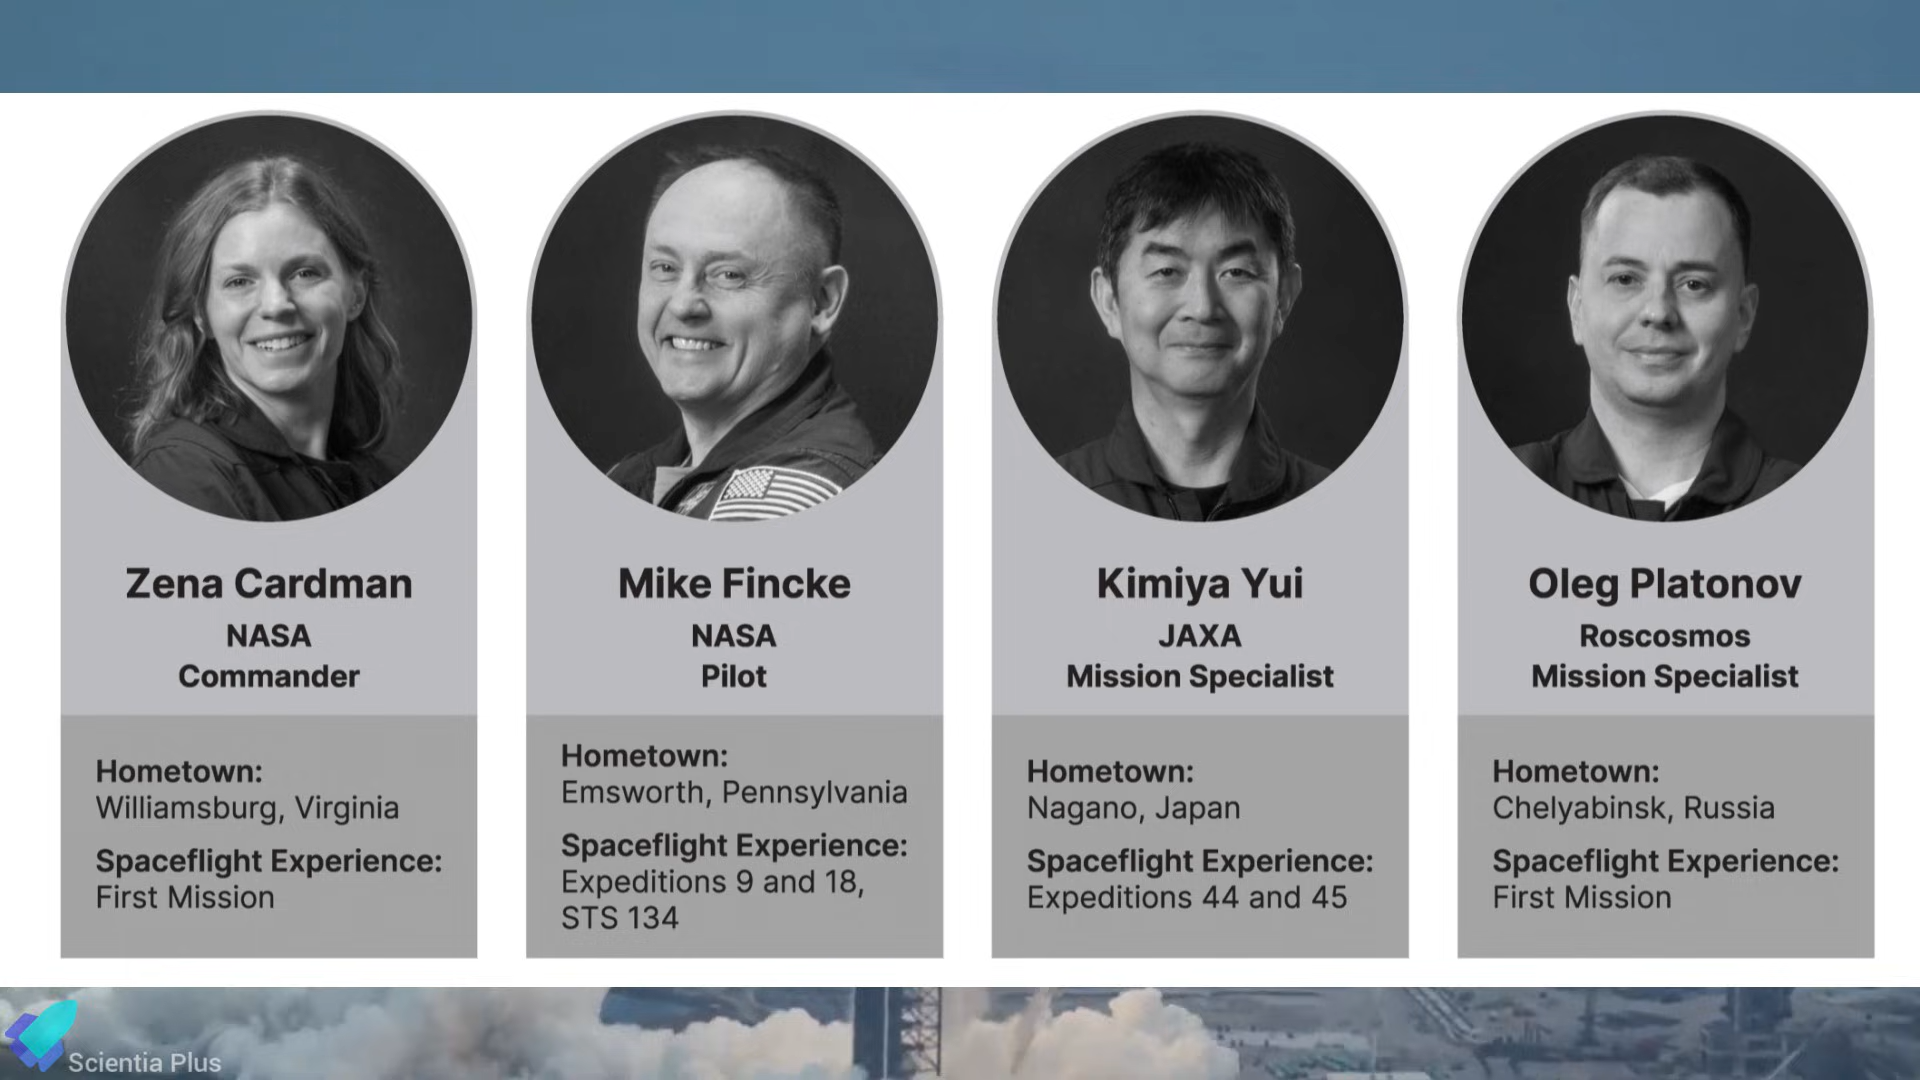 Zena Cardman
NASA
Commander
Hometown:
Williamsburg, Virginia
Spaceflight Experience:
First Mission
Mike Fincke
NASA
Pilot
Hometown:
Emsworth, Pennsylvania
Spaceflight Experience:
Expeditions 9 and 18,
STS 134
Kimiya Yui
JAXA
Mission Specialist
Hometown:
Nagano, Japan
Spaceflight Experience:
Expeditions 44 and 45
Oleg Platonov
Roscosmos
Mission Specialist
Hometown:
Chelyabinsk, Russia
Spaceflight Experience:
First Mission
Scientia Plus